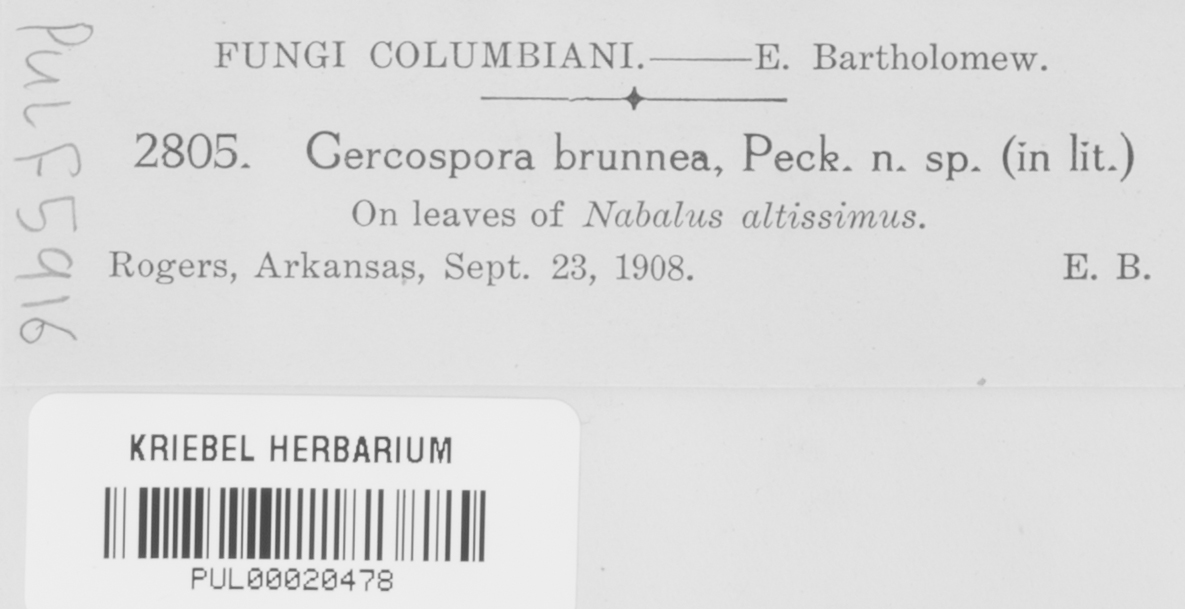 FUNGI COLUMBIANI.——E. Bartholomew.
2805. Cercospora brunnea, Peck. n. sp. (in lit.)
On leaves of Nabalus altissimus.
Rogers, Arkansas, Sept. 23, 1908. E. B.
PUL F5916
KRIEBEL HERBARIUM
PUL00020478